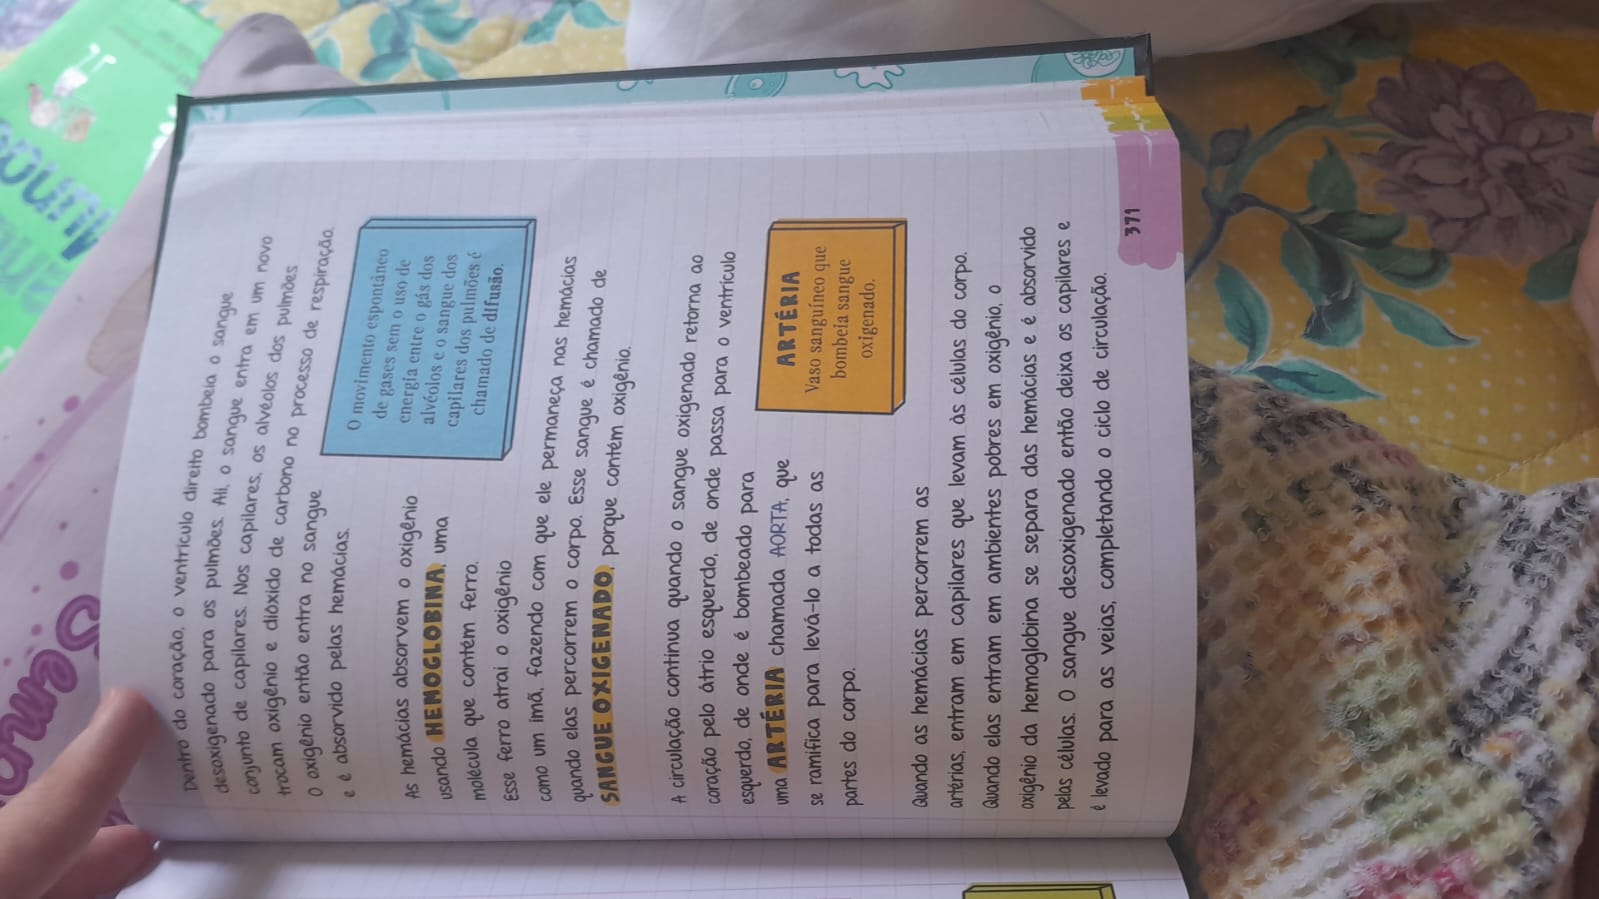 Dentro do coração, o ventrículo direito bombeia o sangue
desoxigenado para os pulmões. Ali, o sangue entra em um novo
conjunto de capilares. Nos capilares, os alvéolos dos pulmões
trocam oxigênio e dióxido de carbono no processo de respiração.
O oxigênio então entra no sangue
e é absorvido pelas hemácias.
O movimento espontâneo
de gases sem o uso de
energia entre o gás dos
alvéolos e o sangue dos
capilares dos pulmões é
chamado de difusão.
As hemácias absorvem o oxigênio
usando HEMOGLOBINA, uma
molécula que contém ferro.
Esse ferro atrai o oxigênio
como um ímã, fazendo com que ele permaneça nas hemácias
quando elas percorrem o corpo. Esse sangue é chamado de
SANGUE OXIGENADO, porque contém oxigênio.
A circulação continua quando o sangue oxigenado retorna ao
coração pelo átrio esquerdo, de onde passa para o ventrículo
esquerdo, de onde é bombeado para
uma ARTÉRIA chamada AORTA, que
se ramifica para levá-lo a todas as
partes do corpo.
ARTÉRIA
Vaso sanguíneo que
bombeia sangue
oxigenado.
Quando as hemácias percorrem as
artérias, entram em capilares que levam às células do corpo.
Quando elas entram em ambientes pobres em oxigênio, o
oxigênio da hemoglobina se separa das hemácias e é absorvido
pelas células. O sangue desoxigenado então deixa os capilares e
é levado para as veias, completando o ciclo de circulação.
371